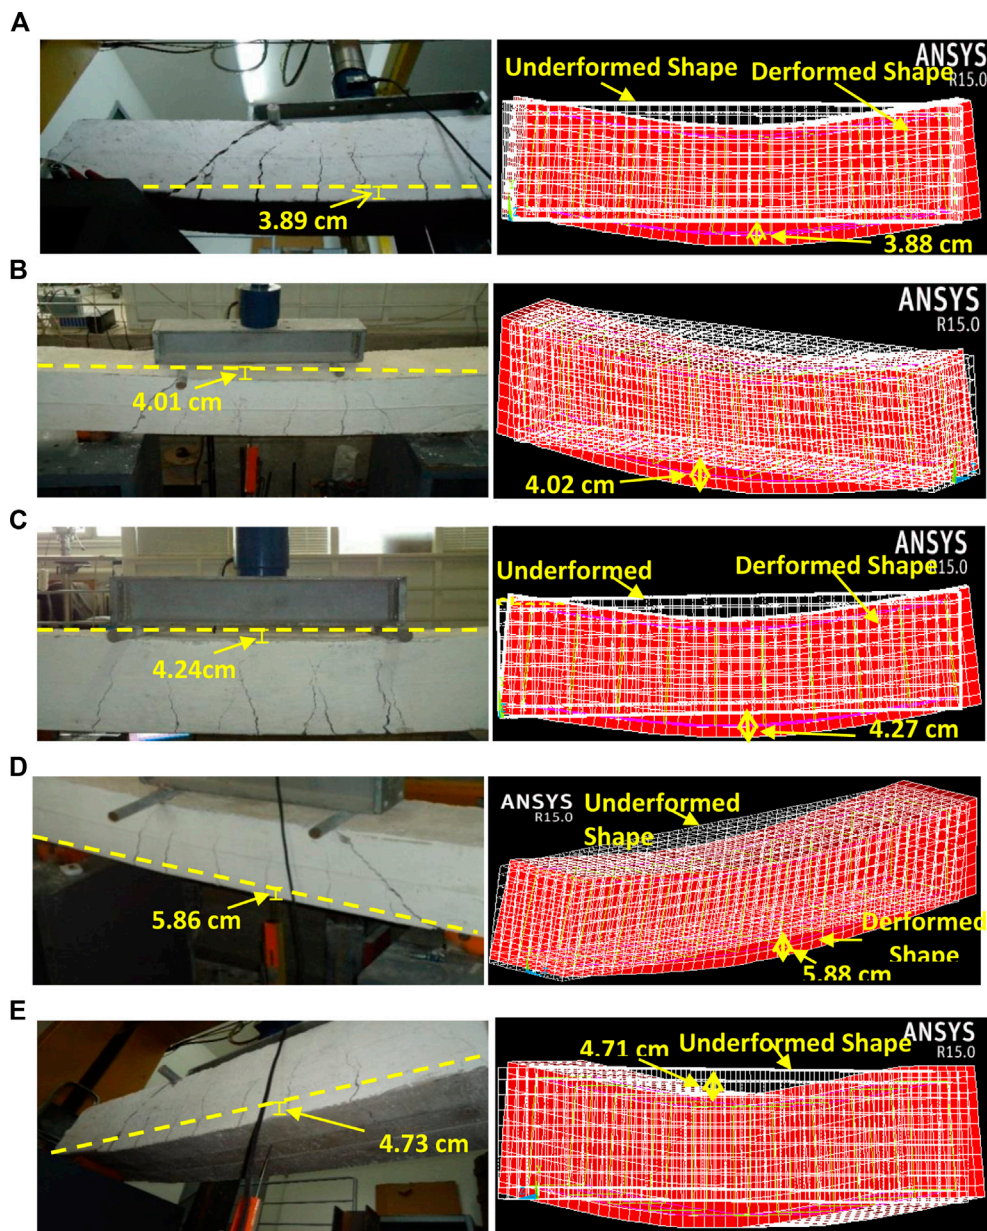 A
ANSYS
R15.0
Underformed Shape
Derformed Shape
3.89 cm
3.88 cm
B
ANSYS
R15.0
4.01 cm
4.02 cm
C
ANSYS
R15.0
Underformed
Derformed Shape
4.24cm
4.27 cm
D
ANSYS
R15.0
Underformed
Shape
5.86 cm
Derformed
Shape
5.88 cm
E
ANSYS
R15.0
4.71 cm
Underformed Shape
4.73 cm